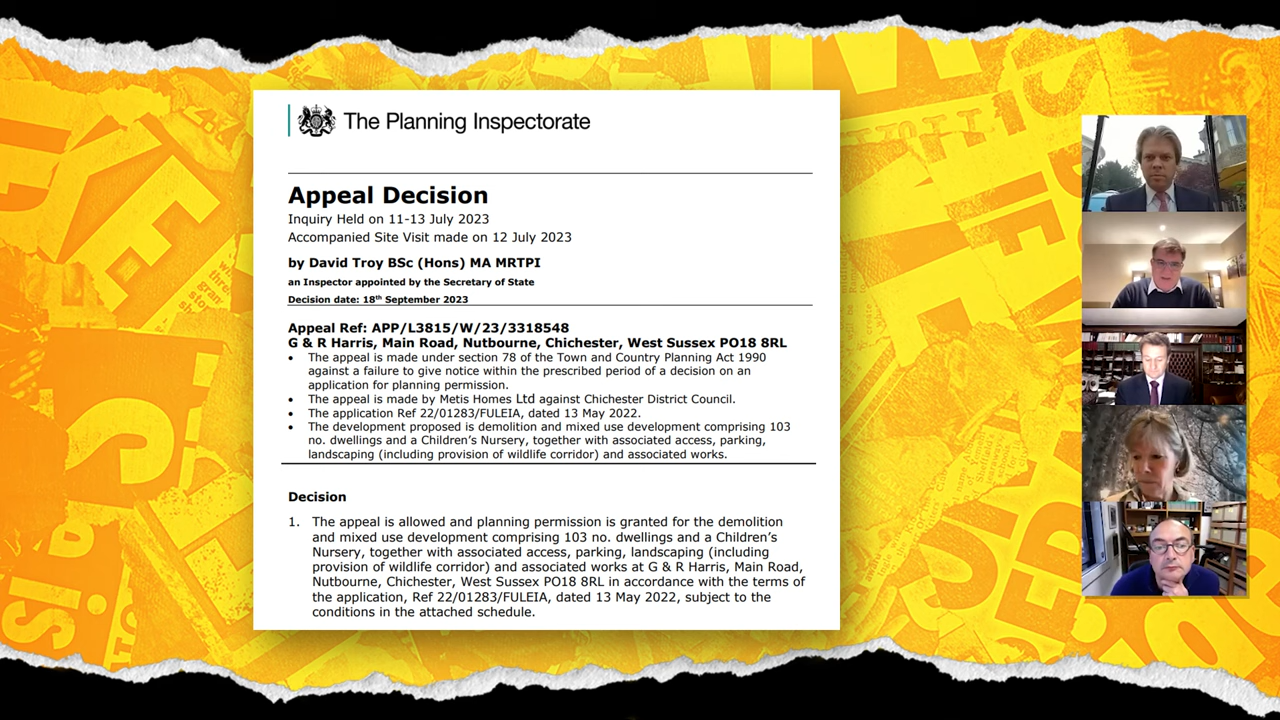 The Planning Inspectorate
Appeal Decision
Inquiry Held on 11-13 July 2023
Accompanied Site Visit made on 12 July 2023
by David Troy BSc (Hons) MA MRTPI
an Inspector appointed by the Secretary of State
Decision date: 18th September 2023
Appeal Ref: APP/L3815/W/23/3318548
G & R Harris, Main Road, Nutbourne, Chichester, West Sussex PO18 8RL
• The appeal is made under section 78 of the Town and Country Planning Act 1990
against a failure to give notice within the prescribed period of a decision on an
application for planning permission.
• The appeal is made by Metis Homes Ltd against Chichester District Council.
• The application Ref 22/01283/FULEIA, dated 13 May 2022.
• The development proposed is demolition and mixed use development comprising 103
no. dwellings and a Children's Nursery, together with associated access, parking,
landscaping (including provision of wildlife corridor) and associated works.
Decision
1. The appeal is allowed and planning permission is granted for the demolition
and mixed use development comprising 103 no. dwellings and a Children's
Nursery, together with associated access, parking, landscaping (including
provision of wildlife corridor) and associated works at G & R Harris, Main Road,
Nutbourne, Chichester, West Sussex PO18 8RL in accordance with the terms of
the application, Ref 22/01283/FULEIA, dated 13 May 2022, subject to the
conditions in the attached schedule.